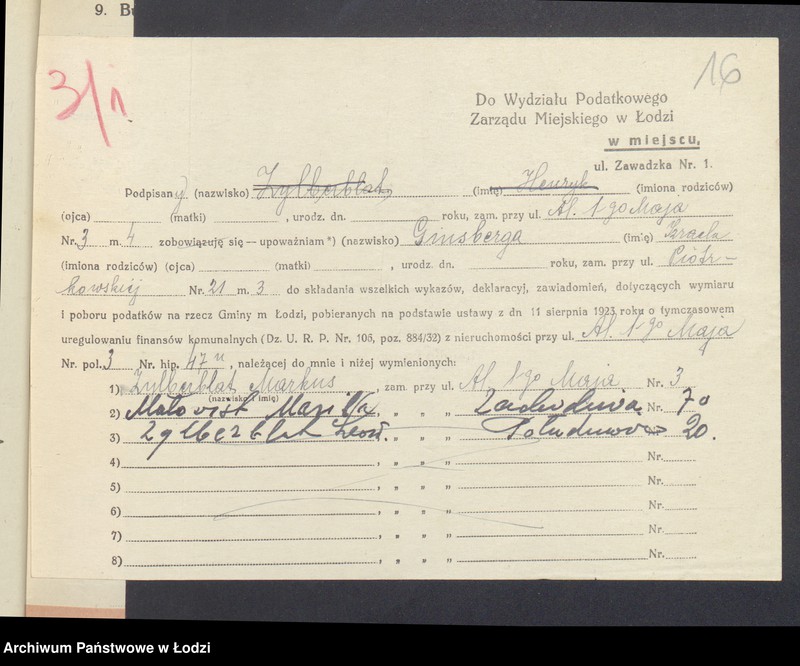 9. Bu
3/1
16
Do Wydziału Podatkowego
Zarządu Miejskiego w Łodzi
w miejscu,
ul. Zawadzka Nr. 1.
Podpisany (nazwisko) Zylberblat (imię) Henryk (imiona rodziców)
(ojca) (matki) , urodz. dn. roku, zam. przy ul. Al. 1 go Maja
Nr. 3 m. 4 zobowiązuję się — upoważniam *) (nazwisko) Ginsberga (imię) Izraela
(imiona rodziców) (ojca) (matki) , urodz. dn. roku, zam. przy ul. Piotr-
kowskiej Nr. 21 m. 3 do składania wszelkich wykazów, deklaracyj, zawiadomień, dotyczących wymiaru
i poboru podatków na rzecz Gminy m Łodzi, pobieranych na podstawie ustawy z dn 11 sierpnia 1923 roku o tymczasowem
uregulowaniu finansów komunalnych (Dz. U. R. P. Nr. 105, poz. 884/32) z nieruchomości przy ul. Al. 1 go Maja
Nr. pol. 3 Nr. hip. 47 , należącej do mnie i niżej wymienionych:
1) Zylberblat Markus , zam. przy ul. Al. 1 go Maja Nr. 3
(nazwisko i imię)
2) , „ „ Zachodnia Nr. 70
3) Zylberblat , „ „ Południowa 20.
4) , „ „ Nr.
5) , „ „ Nr.
6) , „ „ Nr.
7) , „ „ Nr.
8) , „ „ Nr.
Archiwum Państwowe w Łodzi